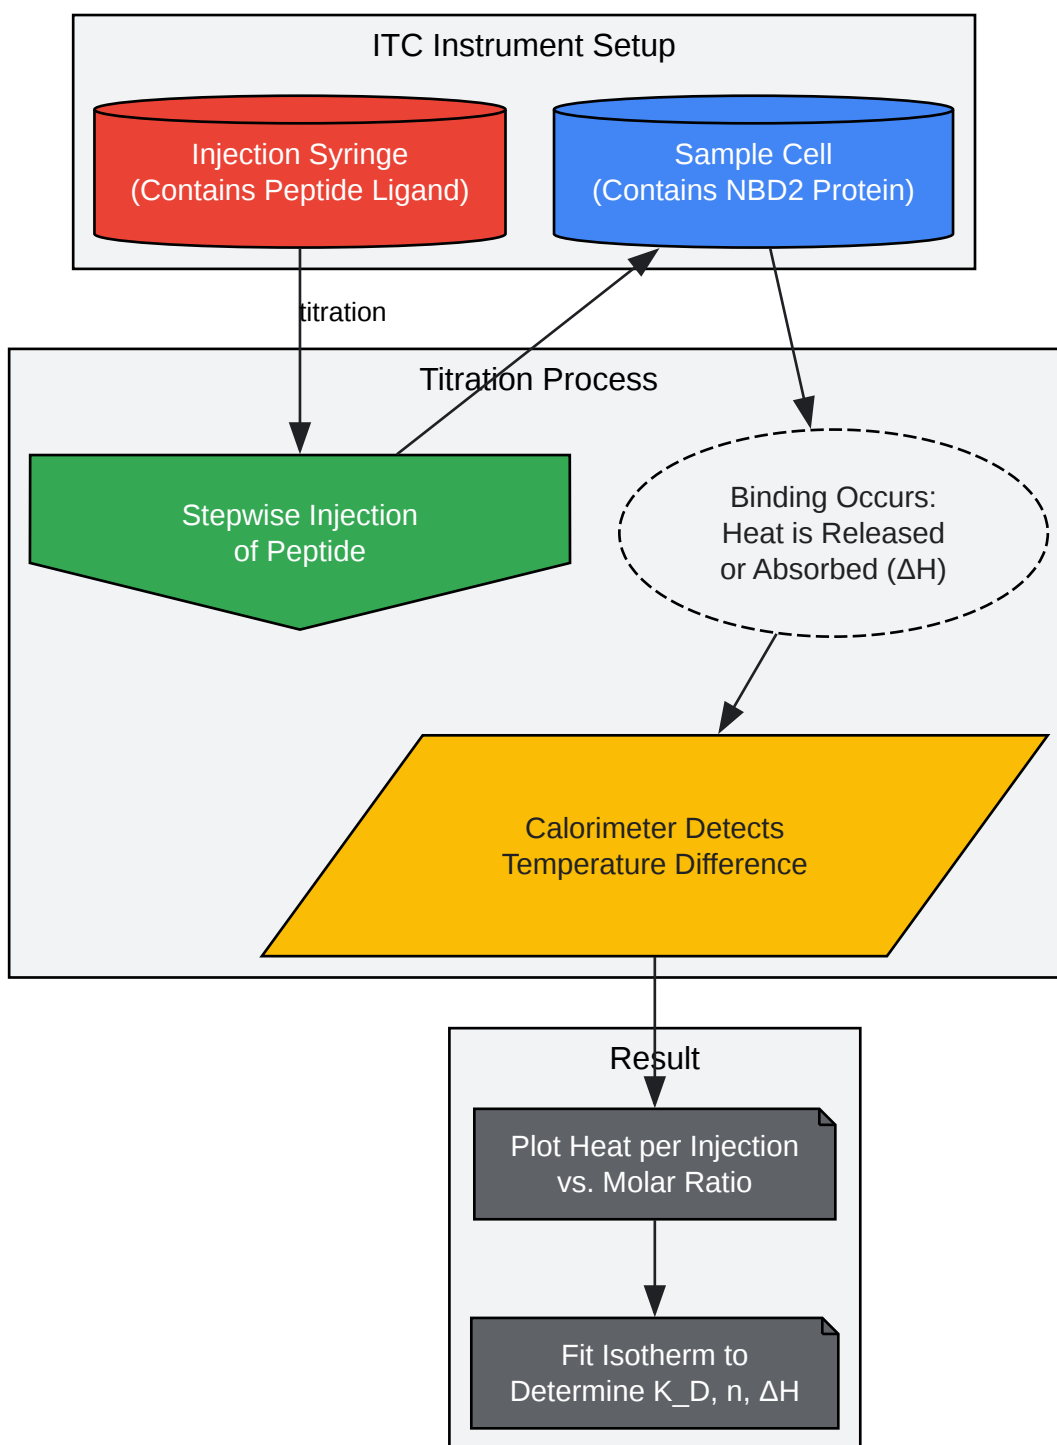 ITC Instrument Setup
Injection Syringe
(Contains Peptide Ligand)
Sample Cell
(Contains NBD2 Protein)
titration
Titration Process
Stepwise Injection
of Peptide
Binding Occurs:
Heat is Released
or Absorbed (ΔH)
Calorimeter Detects
Temperature Difference
Result
Plot Heat per Injection
vs. Molar Ratio
Fit Isotherm to
Determine K_D, n, ΔH